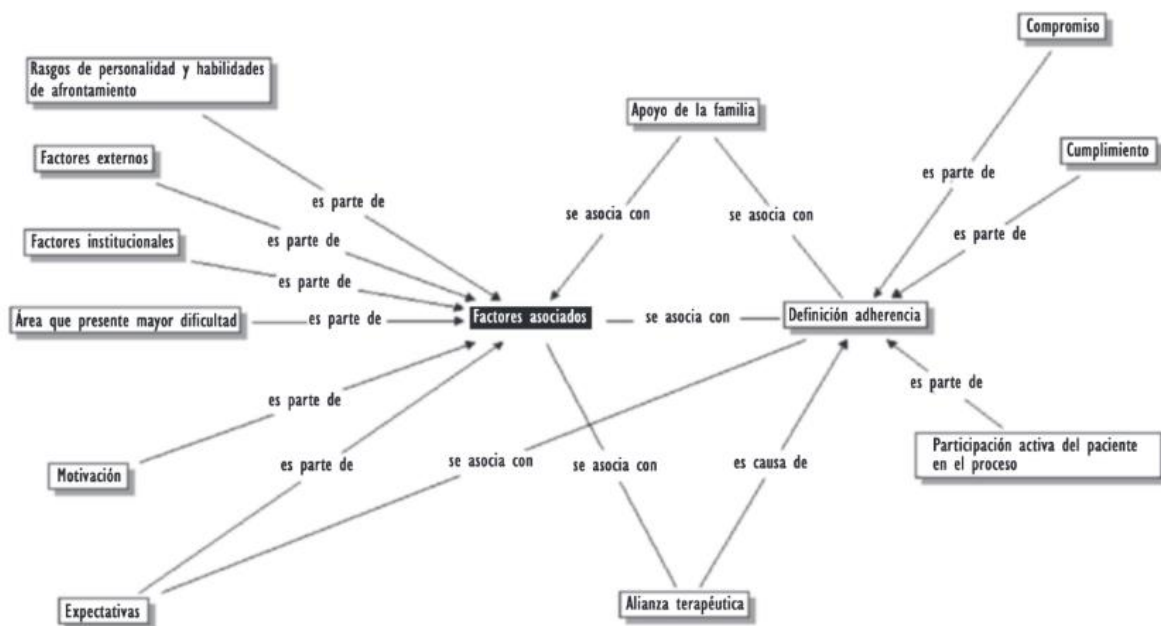 Compromiso
Rasgos de personalidad y habilidades
de afrontamiento
Apoyo de la familia
Factores externos
Cumplimiento
es parte de
es parte de
se asocia con
se asocia con
Factores institucionales
es parte de
es parte de
es parte de
Área que presente mayor dificultad
es parte de
Factores asociados
se asocia con
Definición adherencia
es parte de
es parte de
Participación activa del paciente
en el proceso
Motivación
es parte de
se asocia con
se asocia con
es causa de
Expectativas
Alianza terapéutica